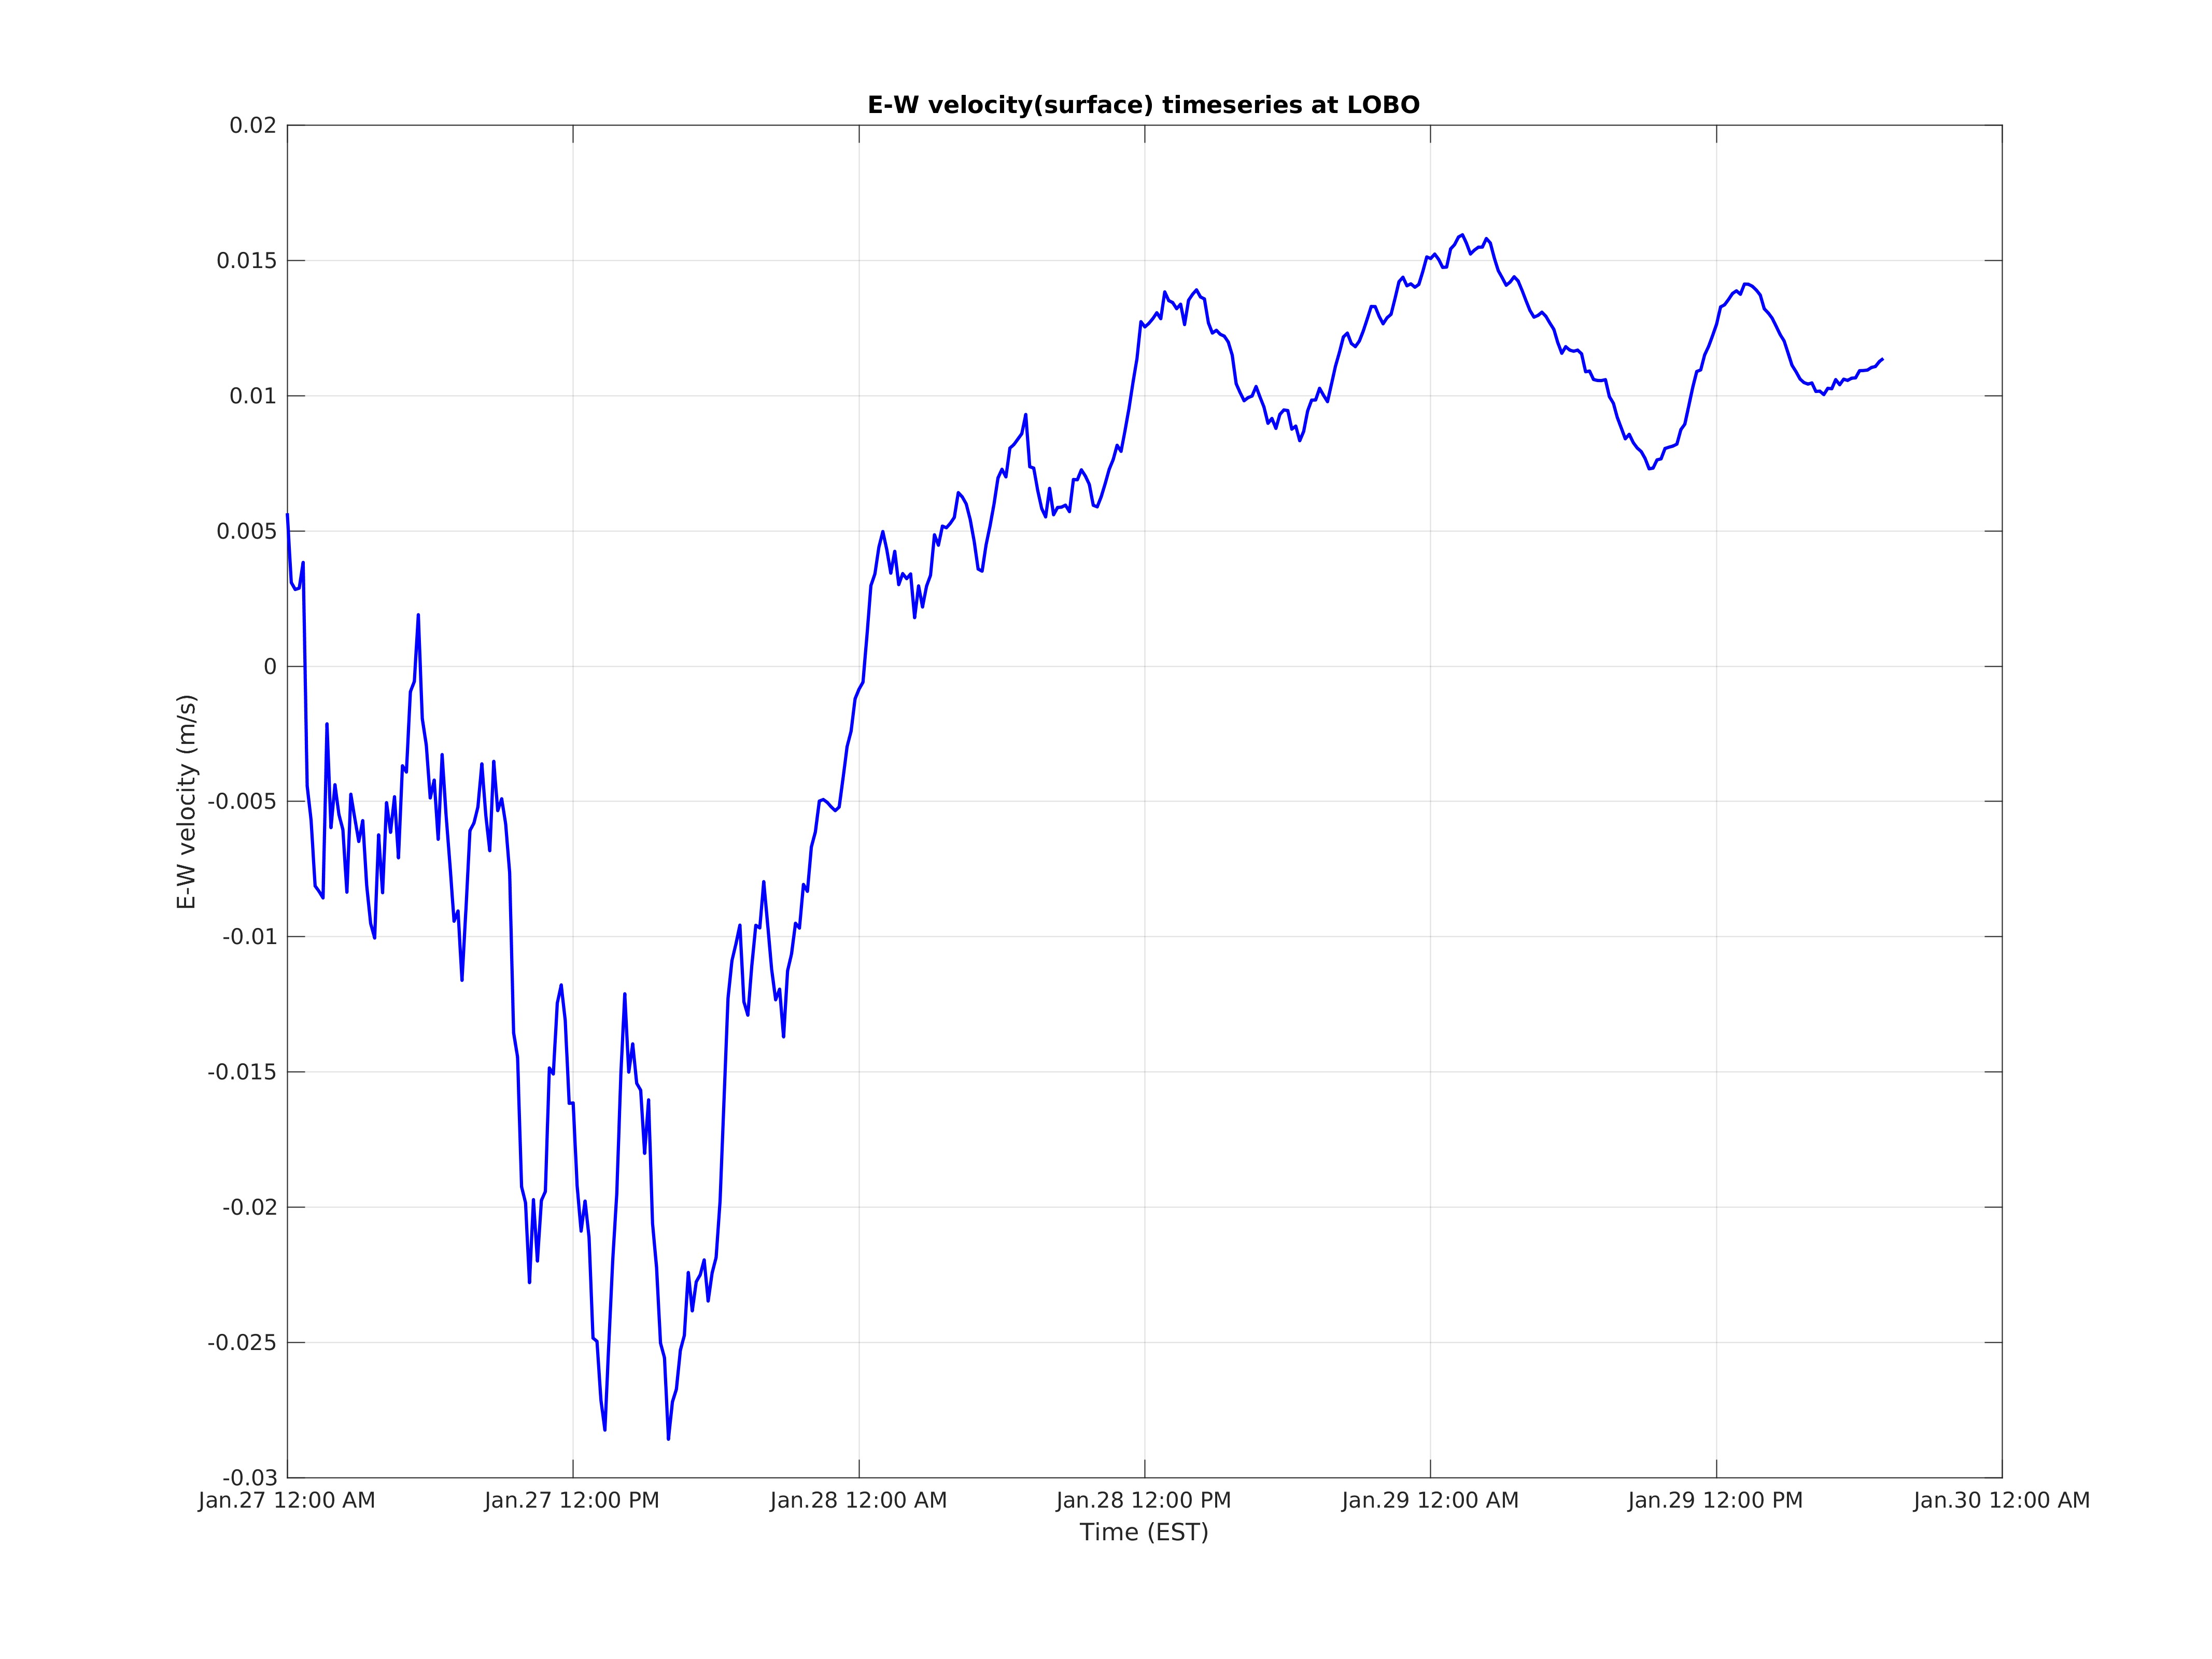 E-W velocity(surface) timeseries at LOBO
0.02
0.015
0.01
0.005
0
-0.005
-0.01
-0.015
-0.02
-0.025
-0.03
E-W velocity (m/s)
Jan.27 12:00 AM Jan.27 12:00 PM Jan.28 12:00 AM Jan.28 12:00 PM Jan.29 12:00 AM Jan.29 12:00 PM Jan.30 12:00 AM
Time (EST)